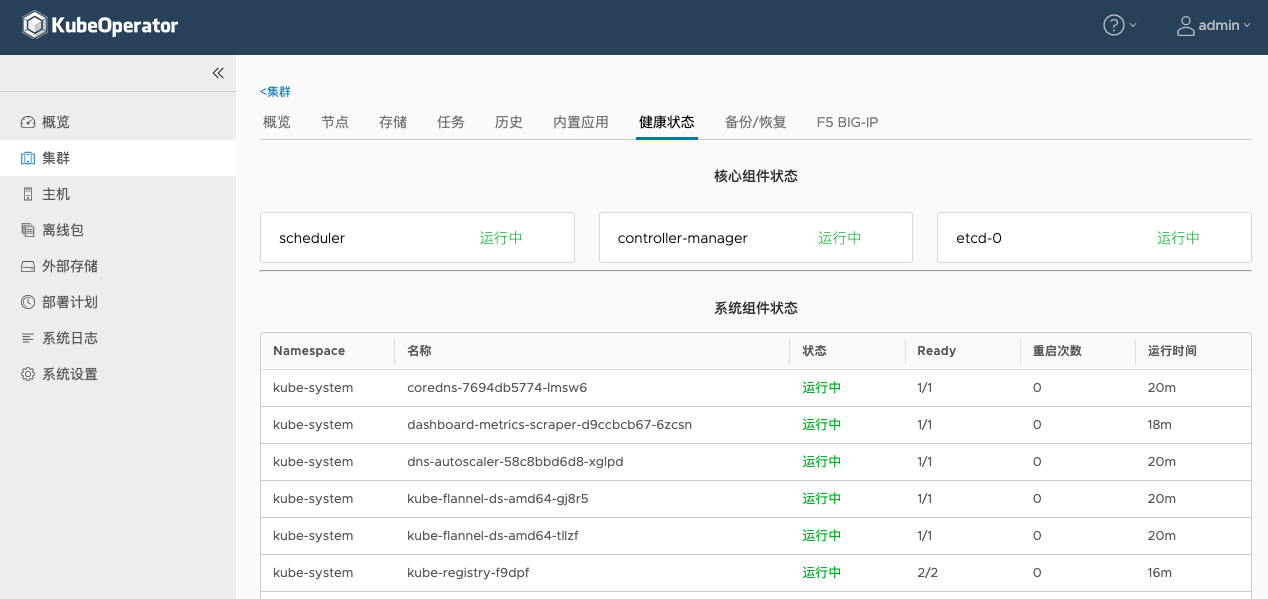 KubeOperator
admin
<集群
概览 节点 存储 任务 历史 内置应用 健康状态 备份/恢复 F5 BIG-IP
概览
集群
主机
离线包
外部存储
部署计划
系统日志
系统设置
核心组件状态
scheduler 运行中 controller-manager 运行中 etcd-0 运行中
系统组件状态
Namespace 名称 状态 Ready 重启次数 运行时间
kube-system coredns-7694db5774-lmsw6 运行中 1/1 0 20m
kube-system dashboard-metrics-scraper-d9ccbcb67-6zcsn 运行中 1/1 0 18m
kube-system dns-autoscaler-58c8bbd6d8-xglpd 运行中 1/1 0 20m
kube-system kube-flannel-ds-amd64-gj8r5 运行中 1/1 0 20m
kube-system kube-flannel-ds-amd64-tllzf 运行中 1/1 0 20m
kube-system kube-registry-f9dpf 运行中 2/2 0 16m